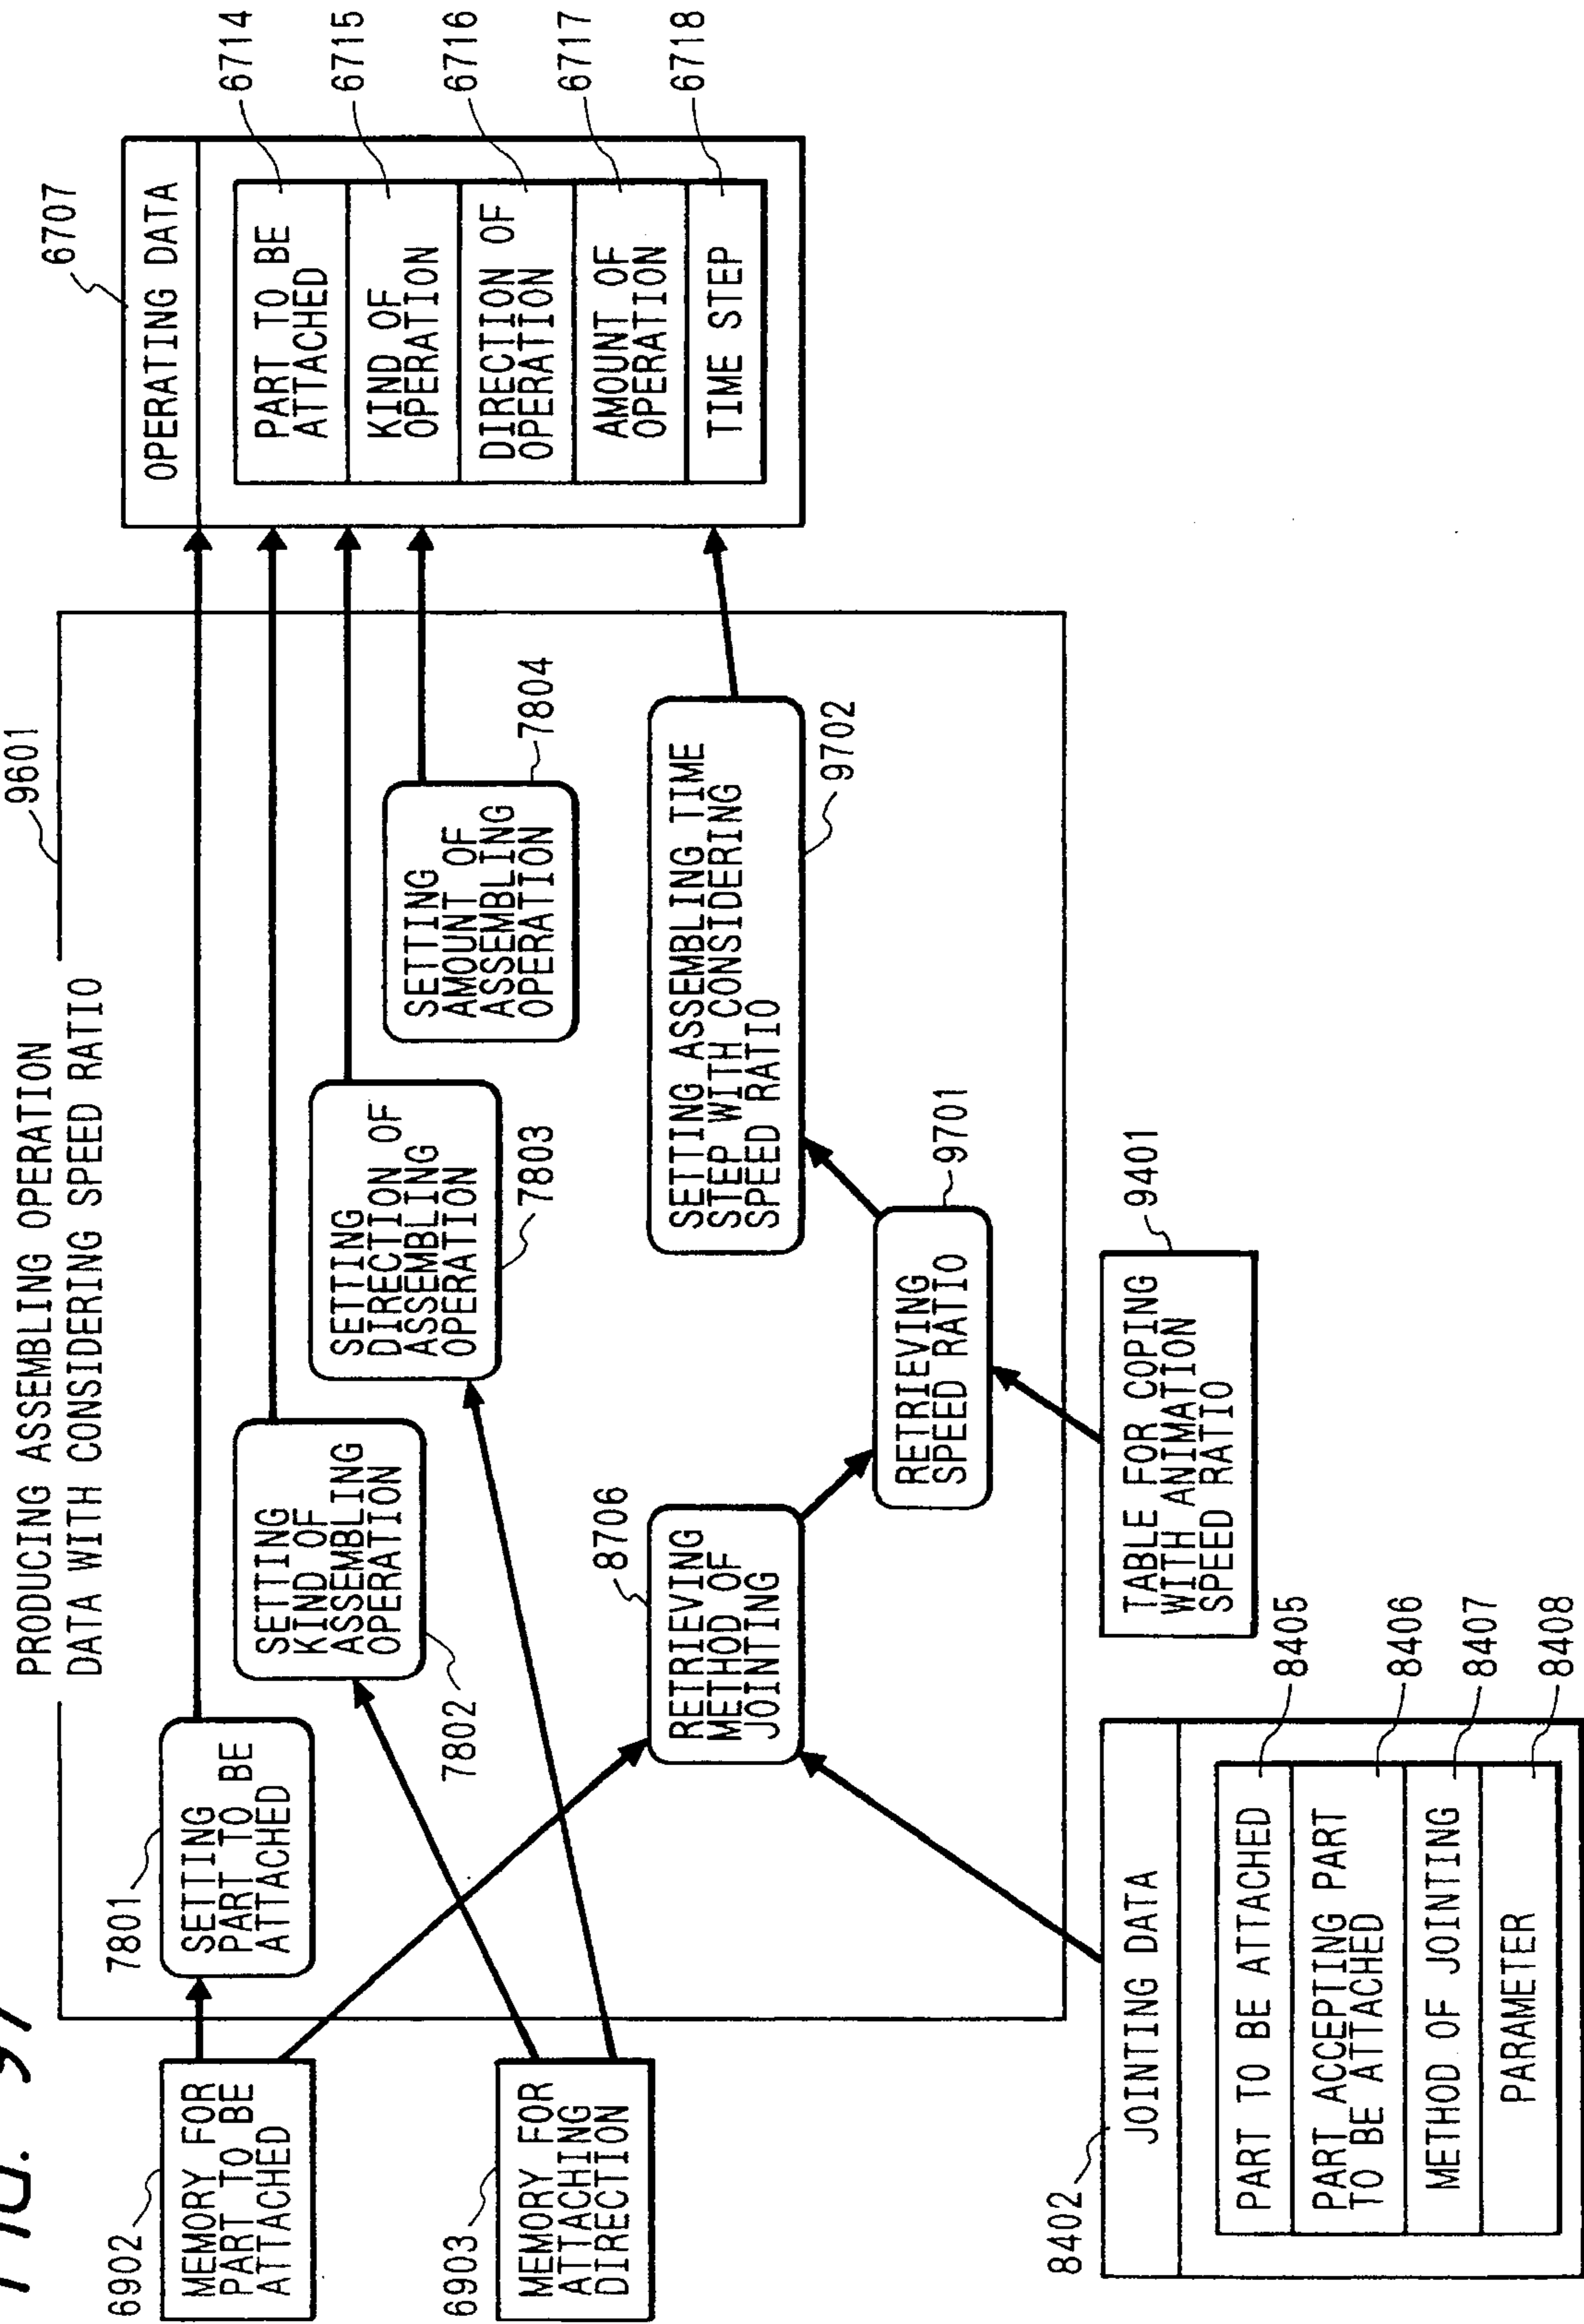 FIG. 97
PRODUCING ASSEMBLING OPERATION
DATA WITH CONSIDERING SPEED RATIO
9601
6902
MEMORY FOR
PART TO BE
ATTACHED
6903
MEMORY FOR
ATTACHING
DIRECTION
7801
SETTING
PART TO BE
ATTACHED
SETTING
KIND OF
ASSEMBLING
OPERATION
7802
SETTING
DIRECTION OF
ASSEMBLING
OPERATION
7803
SETTING
AMOUNT OF
ASSEMBLING
OPERATION
7804
8706
RETRIEVING
METHOD OF
JOINTING
RETRIEVING
SPEED RATIO
9701
SETTING ASSEMBLING TIME
STEP WITH CONSIDERING
SPEED RATIO
9702
6707
OPERATING DATA
PART TO BE
ATTACHED
6714
KIND OF
OPERATION
6715
DIRECTION OF
OPERATION
6716
AMOUNT OF
OPERATION
6717
TIME STEP
6718
8402
JOINTING DATA
PART TO BE ATTACHED
8405
PART ACCEPTING PART
TO BE ATTACHED
8406
METHOD OF JOINTING
8407
PARAMETER
8408
TABLE FOR COPING
WITH ANIMATION
SPEED RATIO
9401